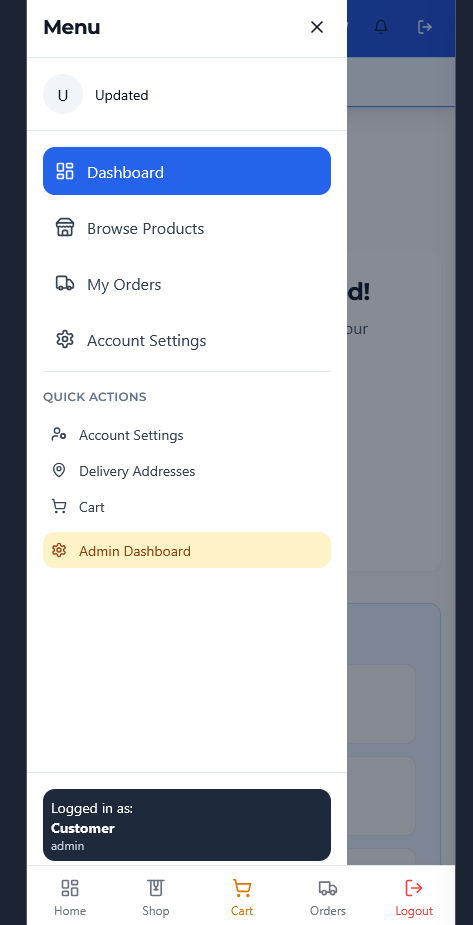 Menu
U
Updated
Dashboard
Browse Products
My Orders
Account Settings
QUICK ACTIONS
Account Settings
Delivery Addresses
Cart
Admin Dashboard
Logged in as:
Customer
admin
Home
Shop
Cart
Orders
Logout